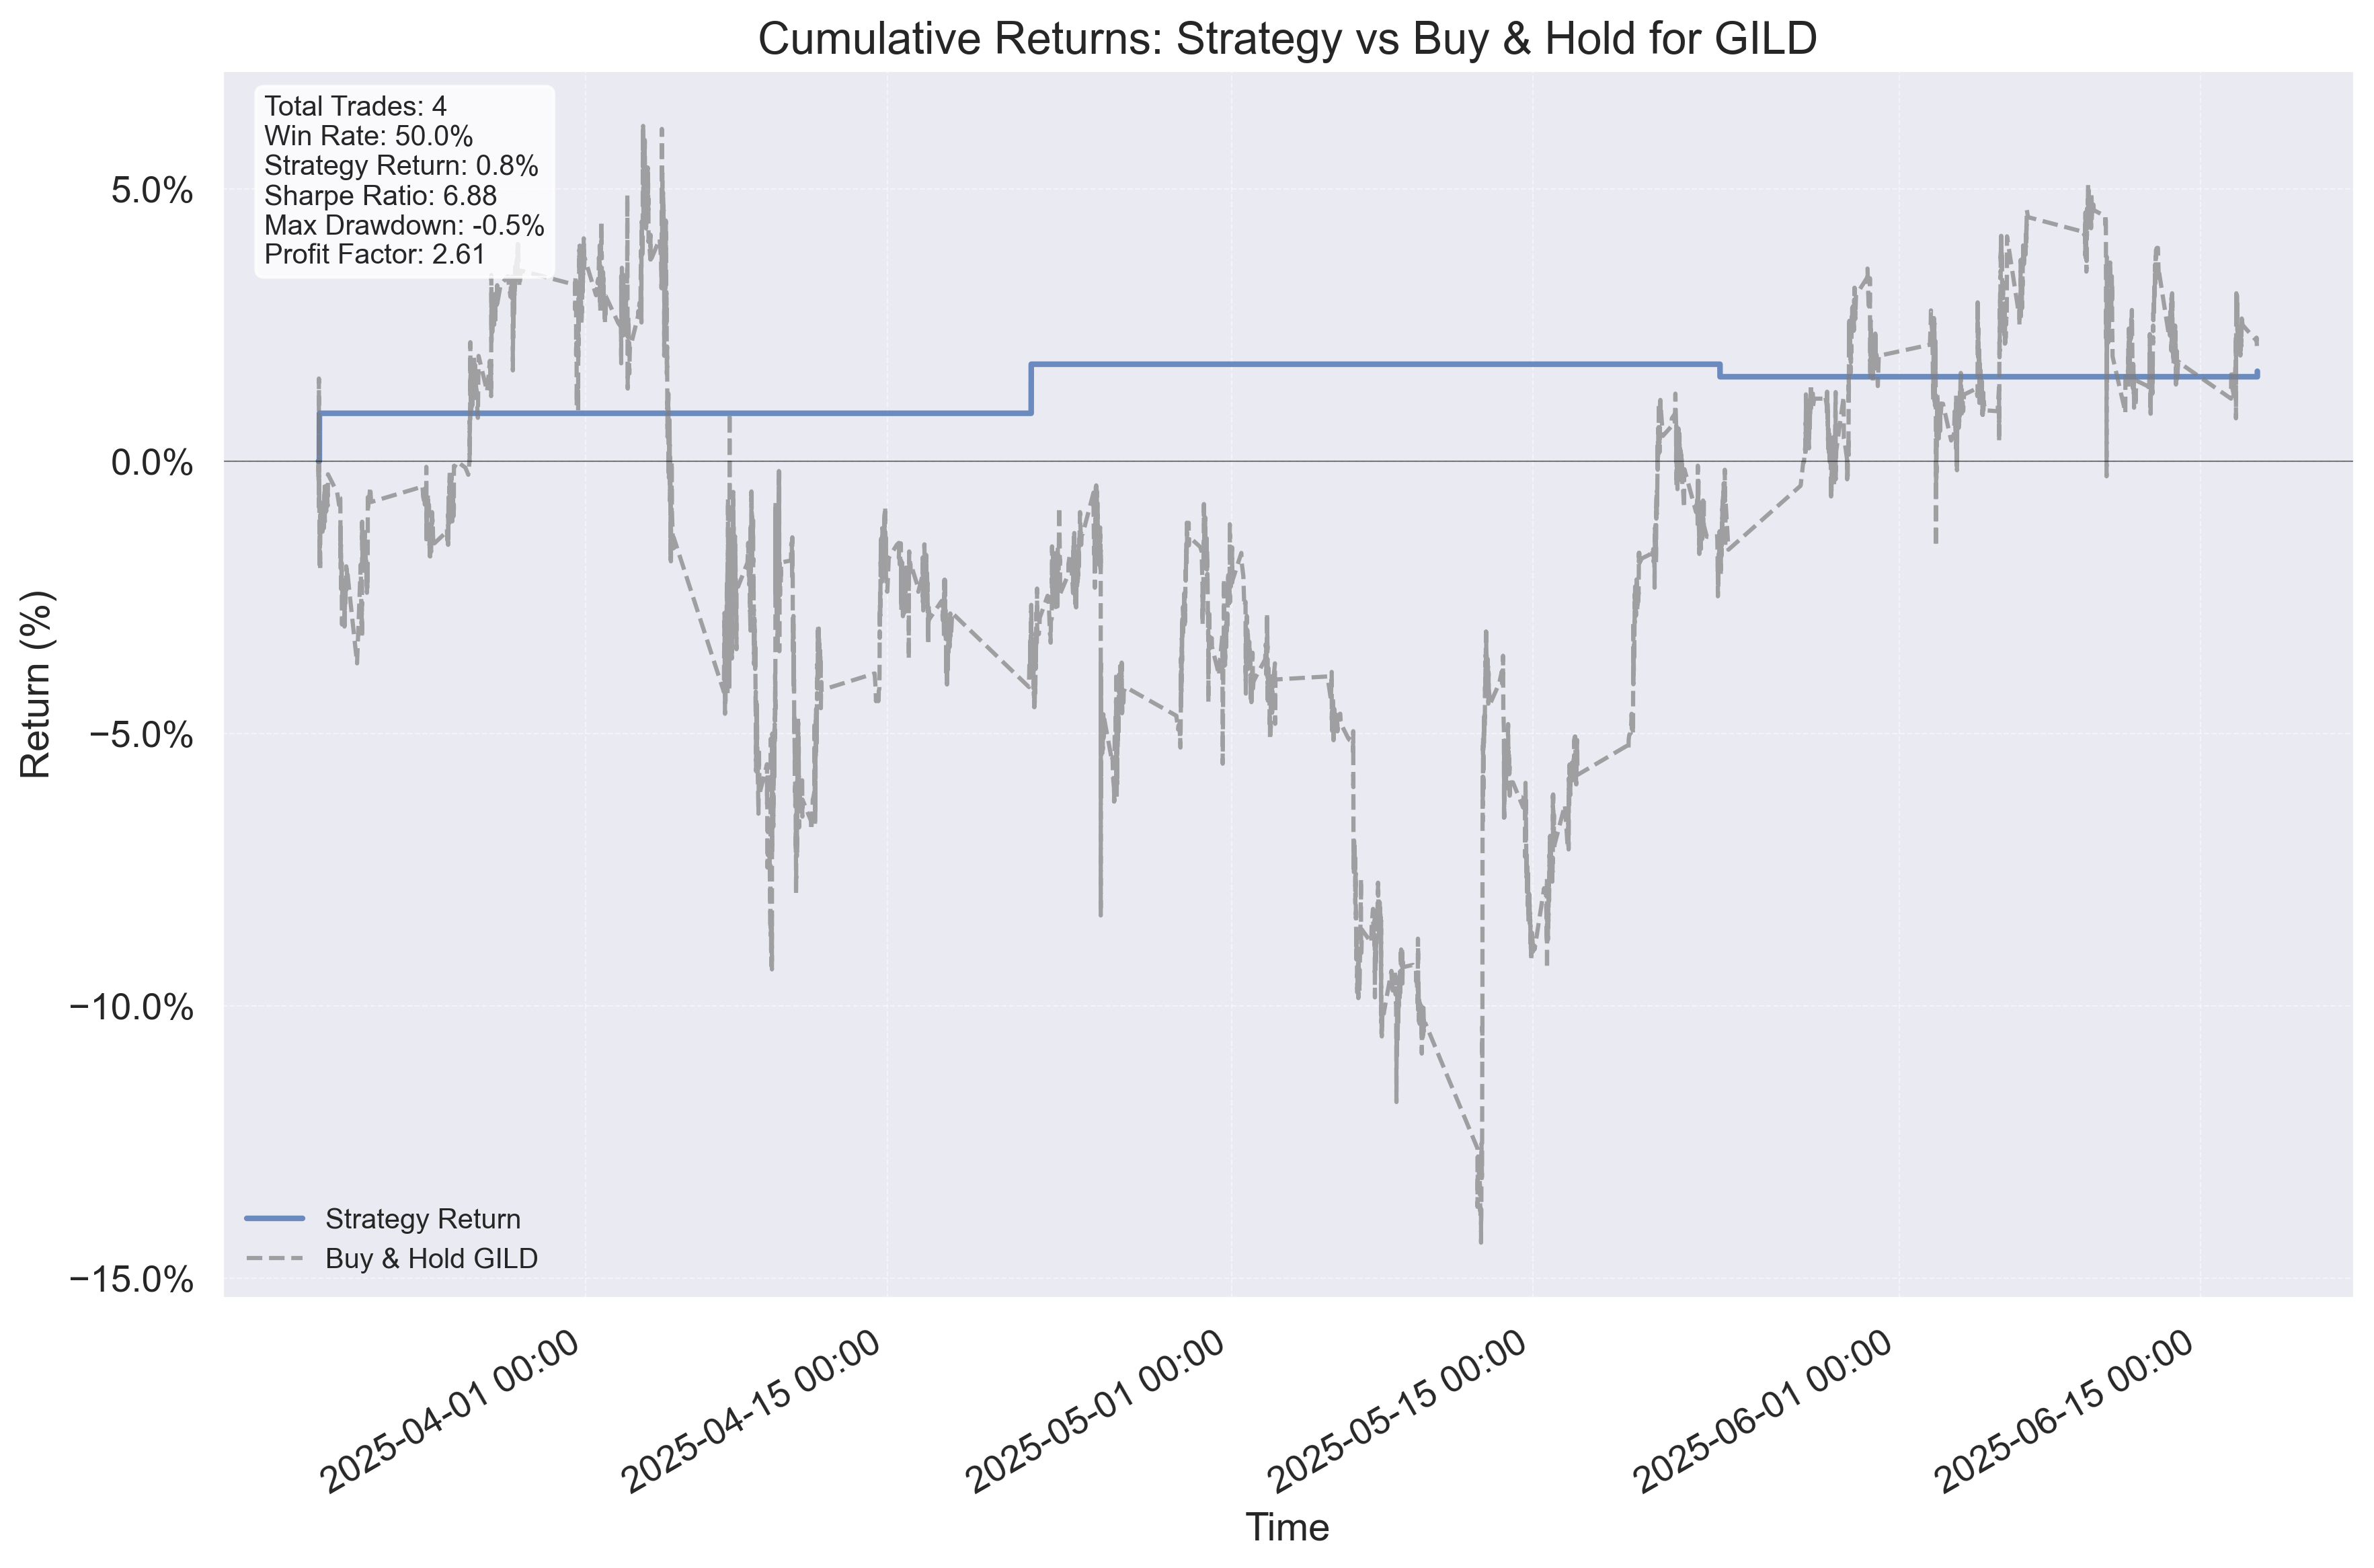 Cumulative Returns: Strategy vs Buy & Hold for GILD
Total Trades: 4
Win Rate: 50.0%
Strategy Return: 0.8%
Sharpe Ratio: 6.88
Max Drawdown: -0.5%
Profit Factor: 2.61
5.0%
0.0%
−5.0%
−10.0%
−15.0%
Return (%)
Strategy Return
Buy & Hold GILD
2025-04-01 00:00
2025-04-15 00:00
2025-05-01 00:00
2025-05-15 00:00
2025-06-01 00:00
2025-06-15 00:00
Time